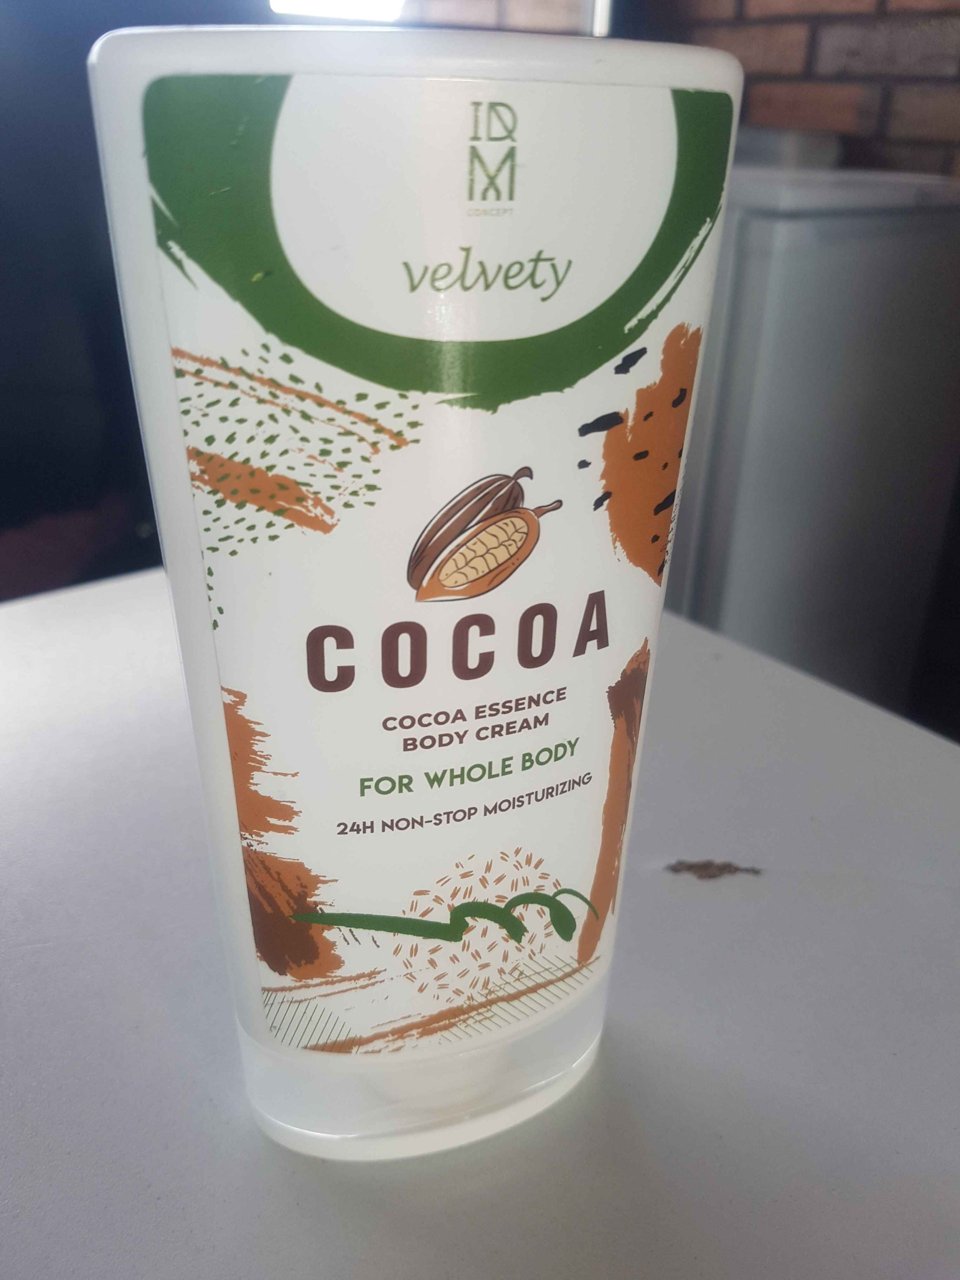 IDM
CONCEPT
velvety
COCOA
COCOA ESSENCE
BODY CREAM
FOR WHOLE BODY
24H NON-STOP MOISTURIZING